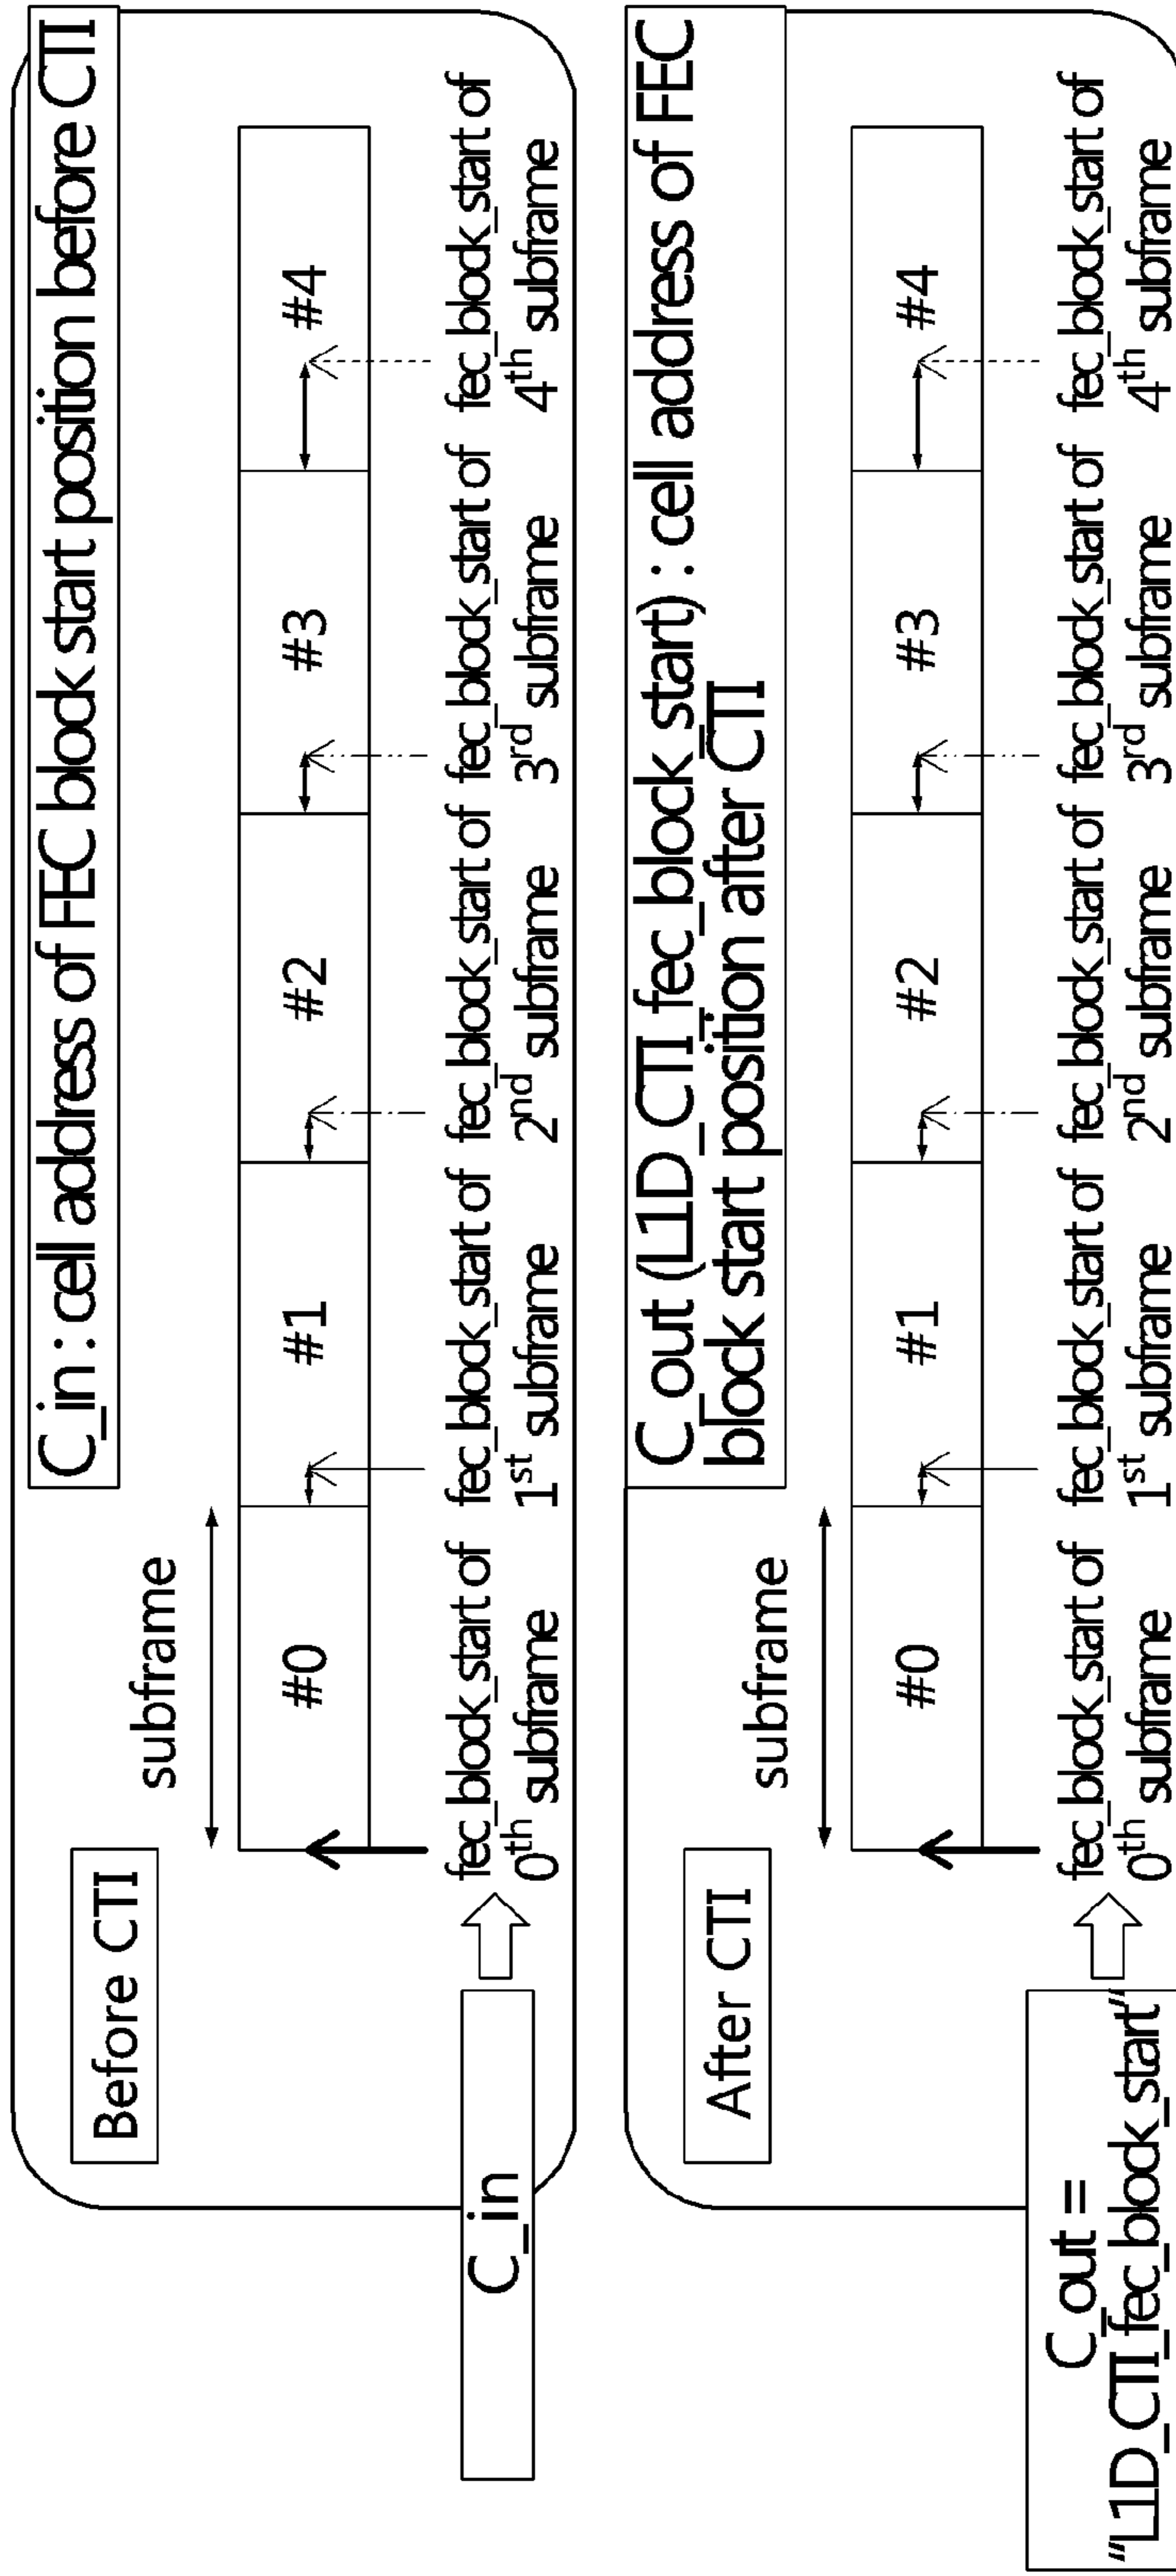 C_in : cell address of FEC block start position before CTI
Before CTI
subframe
#0
#1
#2
#3
#4
C_in
fec_block_start of
0th subframe
fec_block_start of
1st subframe
fec_block_start of
2nd subframe
fec_block_start of
3rd subframe
fec_block_start of
4th subframe
C_out (L1D_CTI_fec_block_start) : cell address of FEC
block start position after CTI
After CTI
subframe
#0
#1
#2
#3
#4
C_out =
“L1D_CTI_fec_block_start”
fec_block_start of
0th subframe
fec_block_start of
1st subframe
fec_block_start of
2nd subframe
fec_block_start of
3rd subframe
fec_block_start of
4th subframe